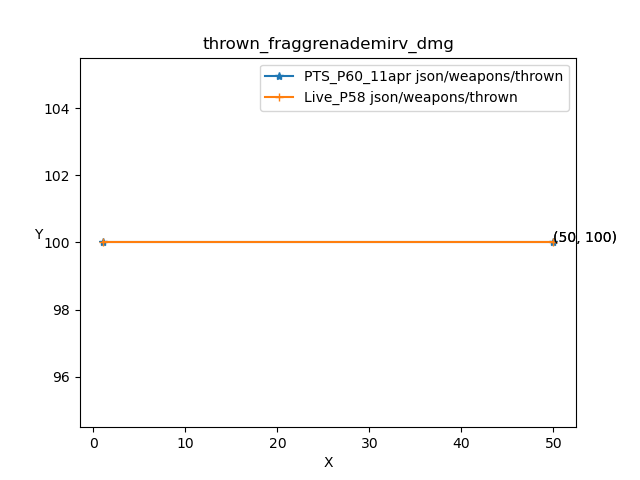 thrown_fraggrenademirv_dmg
PTS_P60_11apr json/weapons/thrown
Live_P58 json/weapons/thrown
104
102
Y
100
(50, 100)
98
96
0 10 20 30 40 50
X